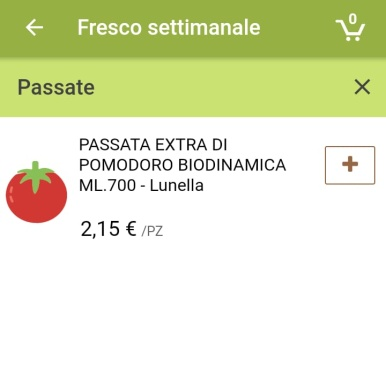 Fresco settimanale
0
Passate
PASSATA EXTRA DI
POMODORO BIODINAMICA
ML.700 - Lunella
2,15 € /PZ